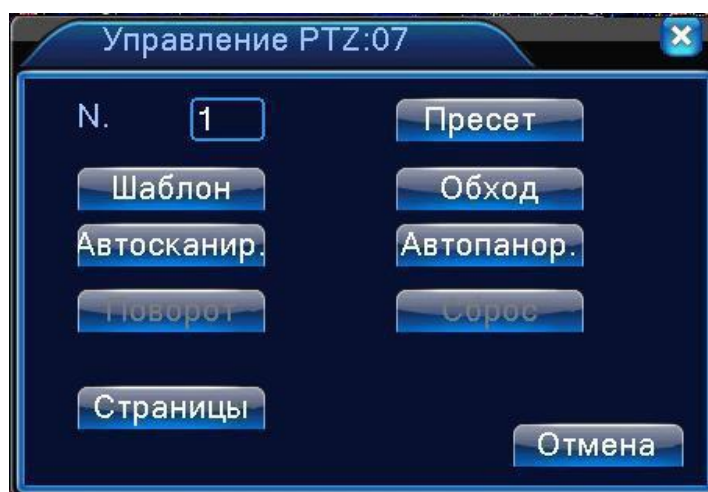 Управление PTZ:07
N. 1 Пресет
Шаблон Обход
Автосканир. Автопанор.
Поворот Сброс
Страницы
Отмена